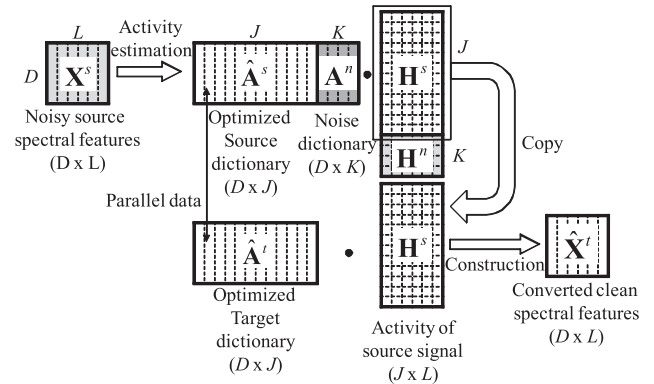 L
Activity
estimation
J
K
D
X^s
Â^s
A^n
H^s
J
Noisy source
spectral features
(D x L)
Optimized
Source
dictionary
(D x J)
Noise
dictionary
(D x K)
H^n
K
Copy
Parallel data
Â^t
H^s
Construction
X̂^t
Optimized
Target
dictionary
(D x J)
Activity of
source signal
(J x L)
Converted clean
spectral features
(D x L)